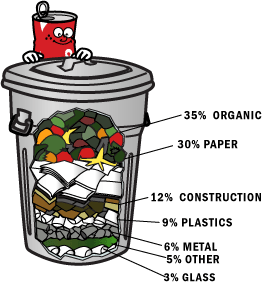 35% ORGANIC
30% PAPER
12% CONSTRUCTION
9% PLASTICS
6% METAL
5% OTHER
3% GLASS